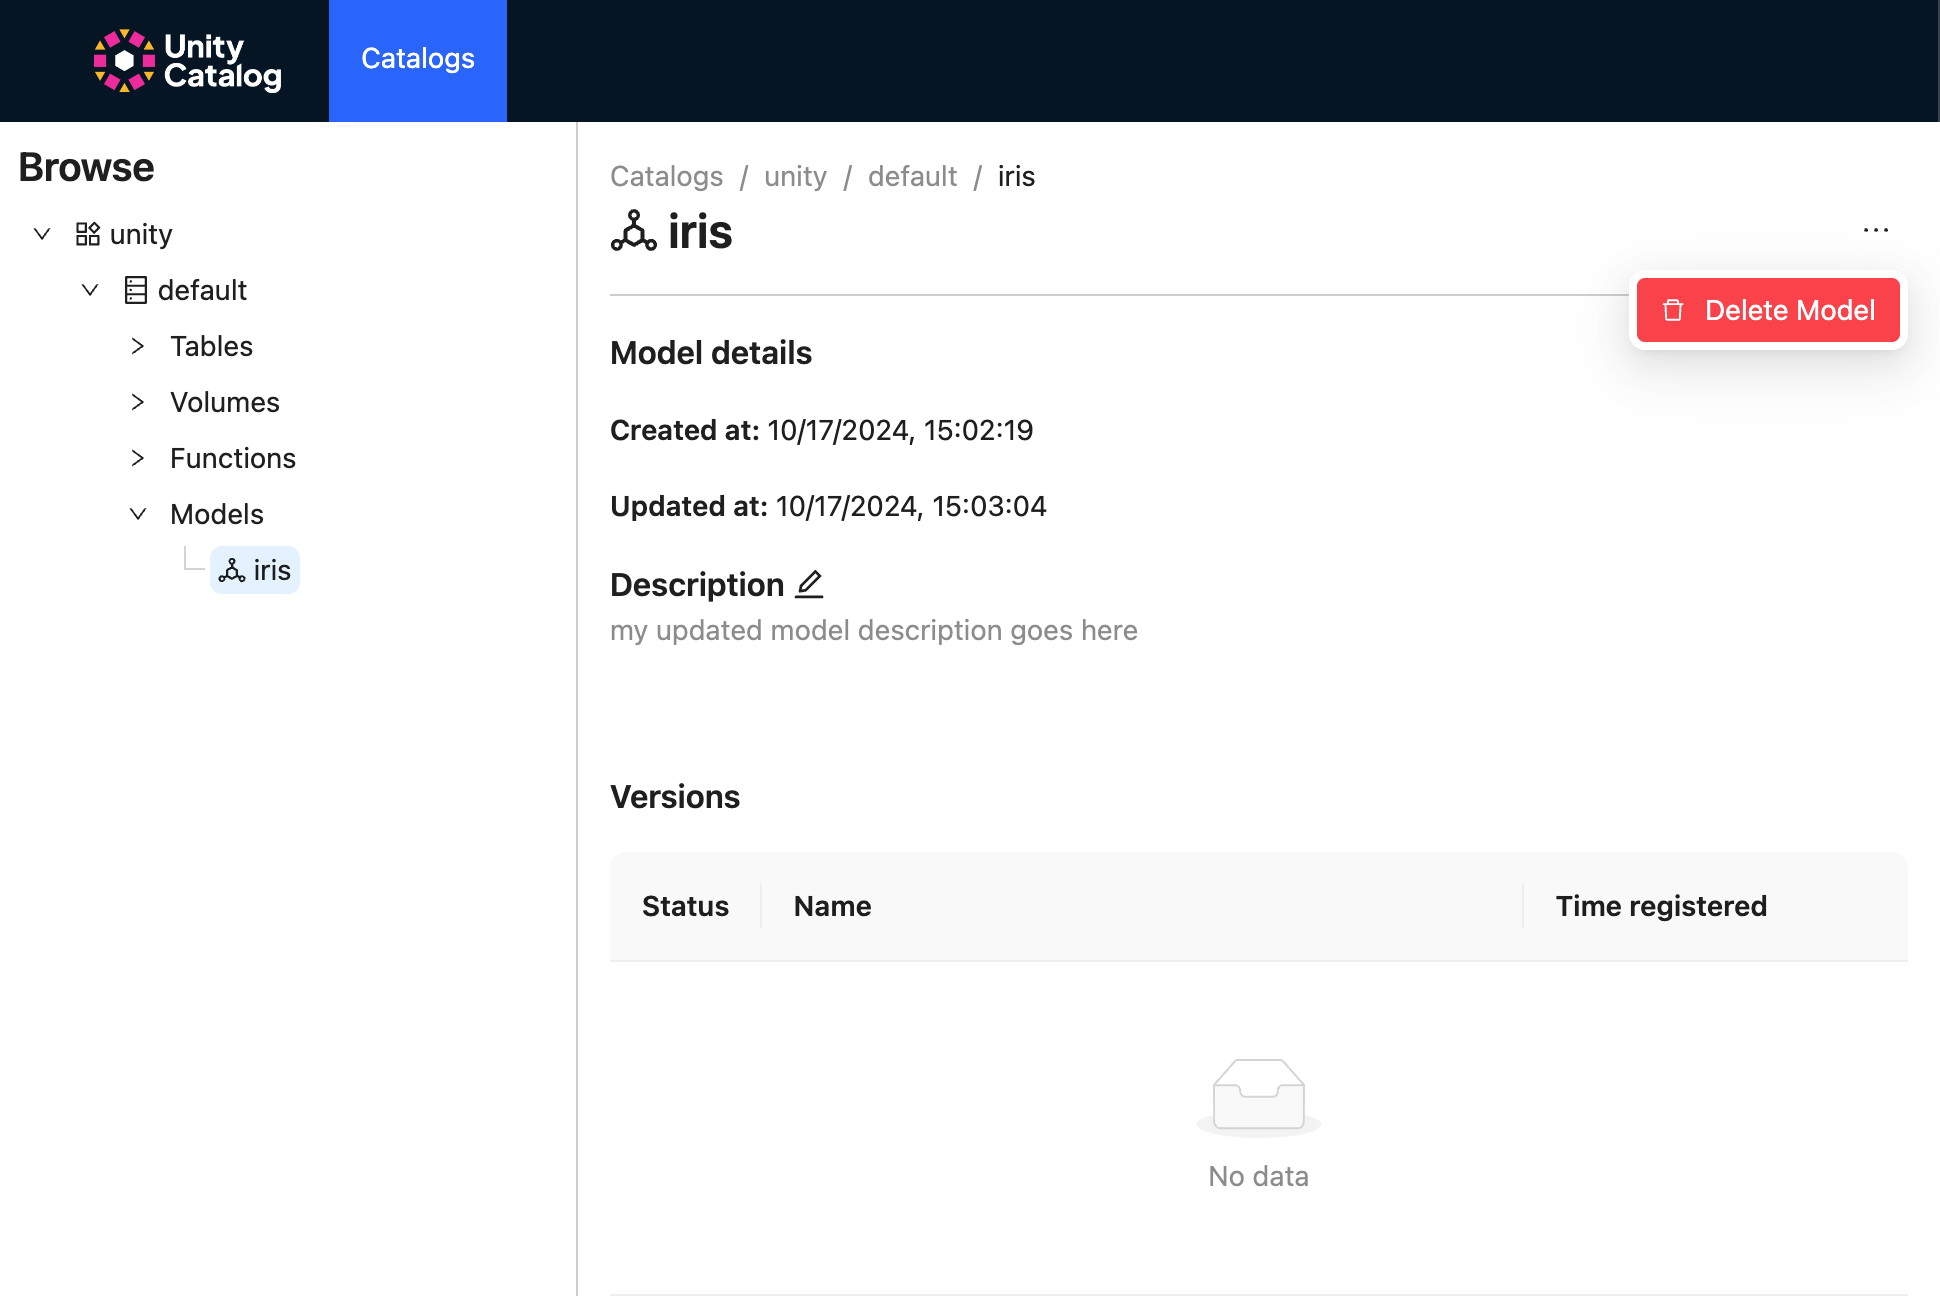 Unity
Catalog
Catalogs
Browse
unity
default
Tables
Volumes
Functions
Models
iris
Catalogs / unity / default / iris
iris
...
Delete Model
Model details
Created at: 10/17/2024, 15:02:19
Updated at: 10/17/2024, 15:03:04
Description
my updated model description goes here
Versions
Status Name Time registered
No data